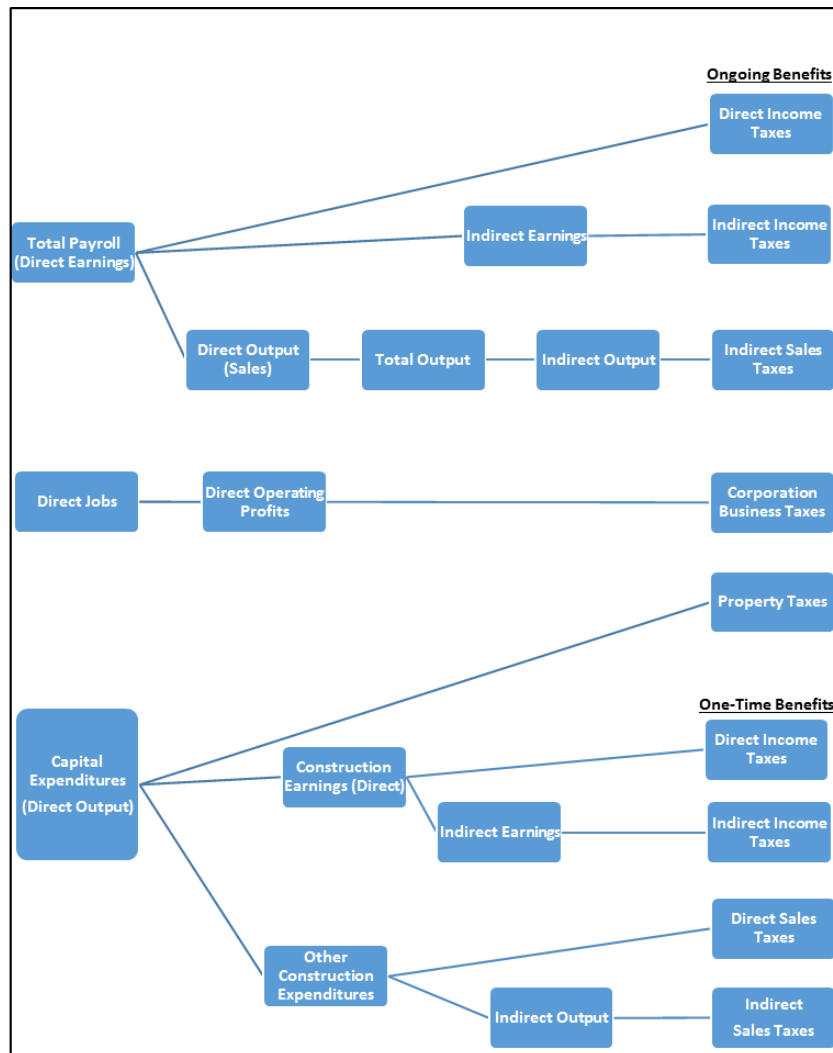 Ongoing Benefits
Direct Income
Taxes
Total Payroll
(Direct Earnings)
Indirect Earnings
Indirect Income
Taxes
Direct Output
(Sales)
Total Output
Indirect Output
Indirect Sales
Taxes
Direct Jobs
Direct Operating
Profits
Corporation
Business Taxes
Property Taxes
One-Time Benefits
Capital
Expenditures
(Direct Output)
Construction
Earnings (Direct)
Direct Income
Taxes
Indirect Earnings
Indirect Income
Taxes
Other
Construction
Expenditures
Direct Sales
Taxes
Indirect Output
Indirect
Sales Taxes